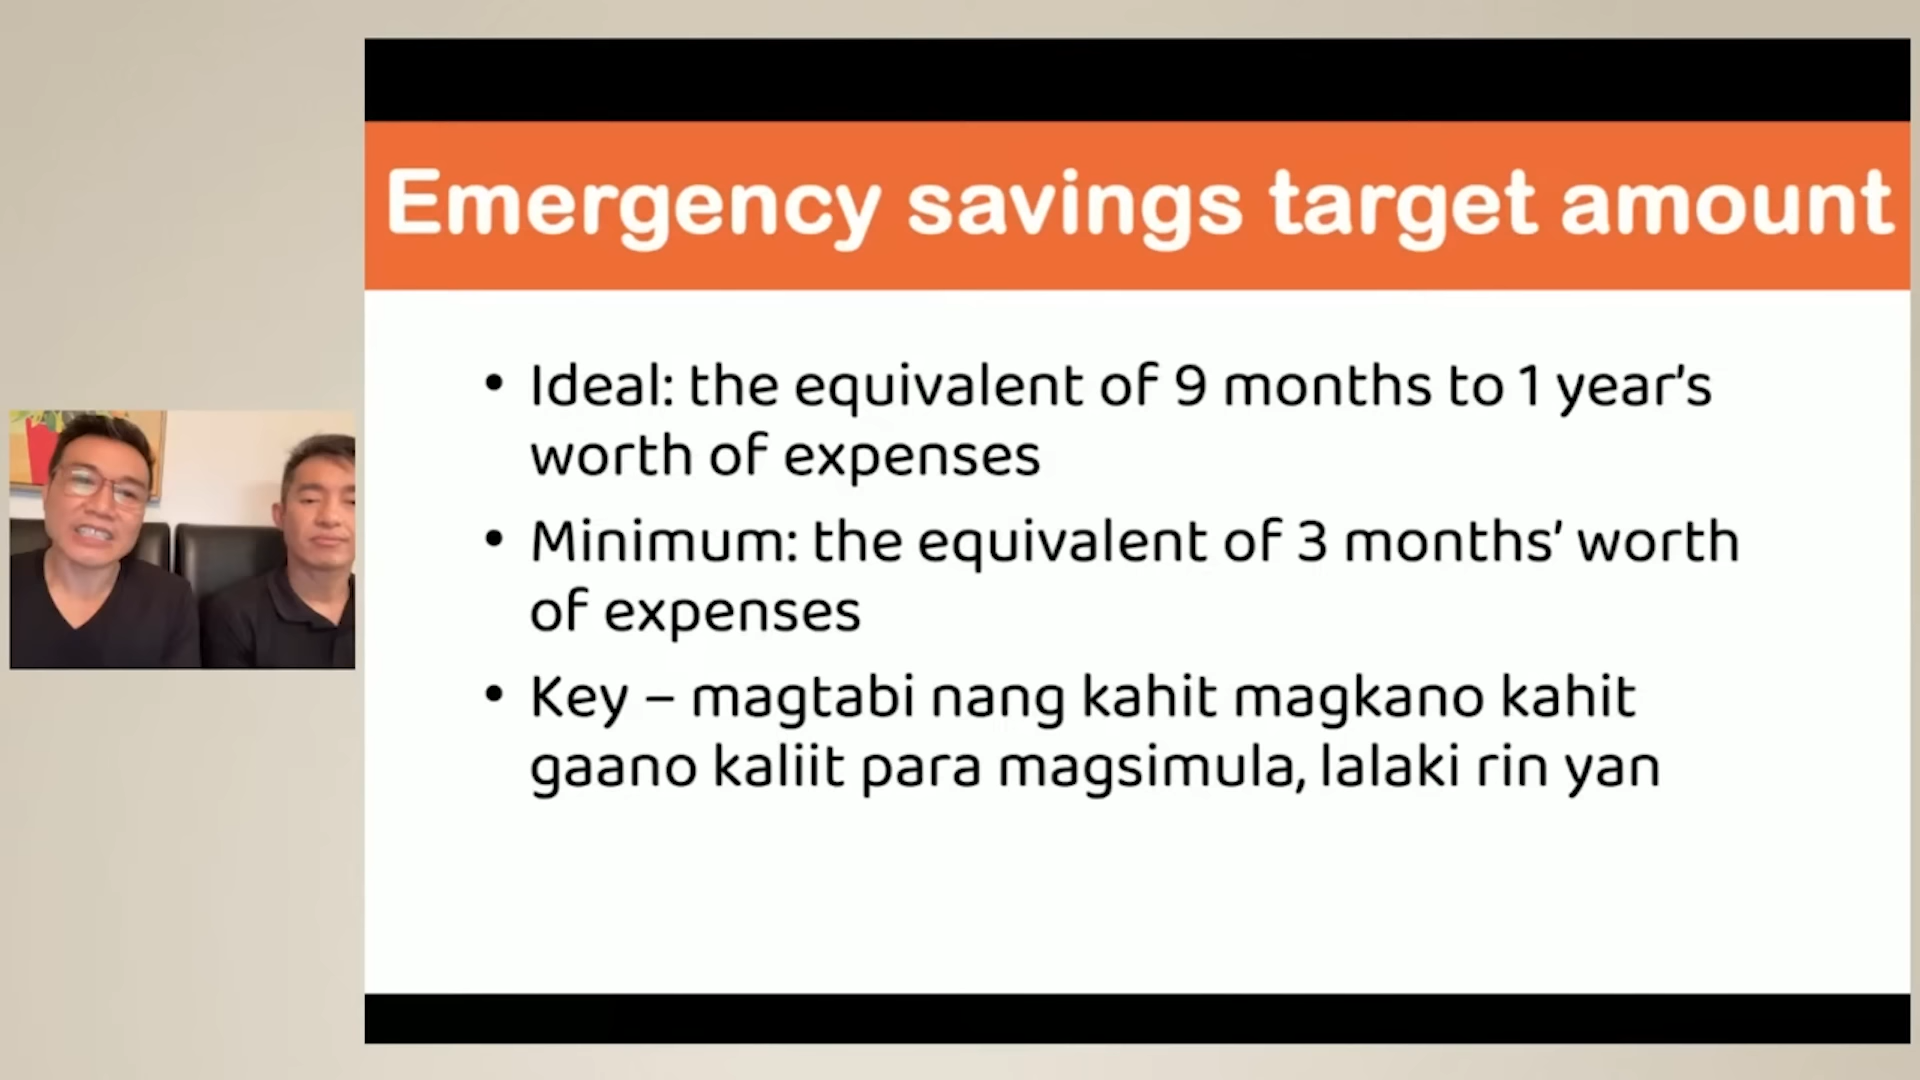 Emergency savings target amount
• Ideal: the equivalent of 9 months to 1 year's
worth of expenses
• Minimum: the equivalent of 3 months' worth
of expenses
• Key – magtabi nang kahit magkano kahit
gaano kaliit para magsimula, lalaki rin yan